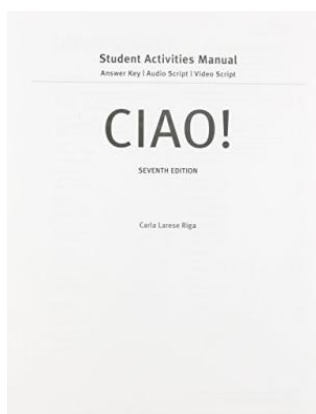 Student Activities Manual
Answer Key | Audio Script | Video Script
CIAO!
SEVENTH EDITION
Carla Larese Riga